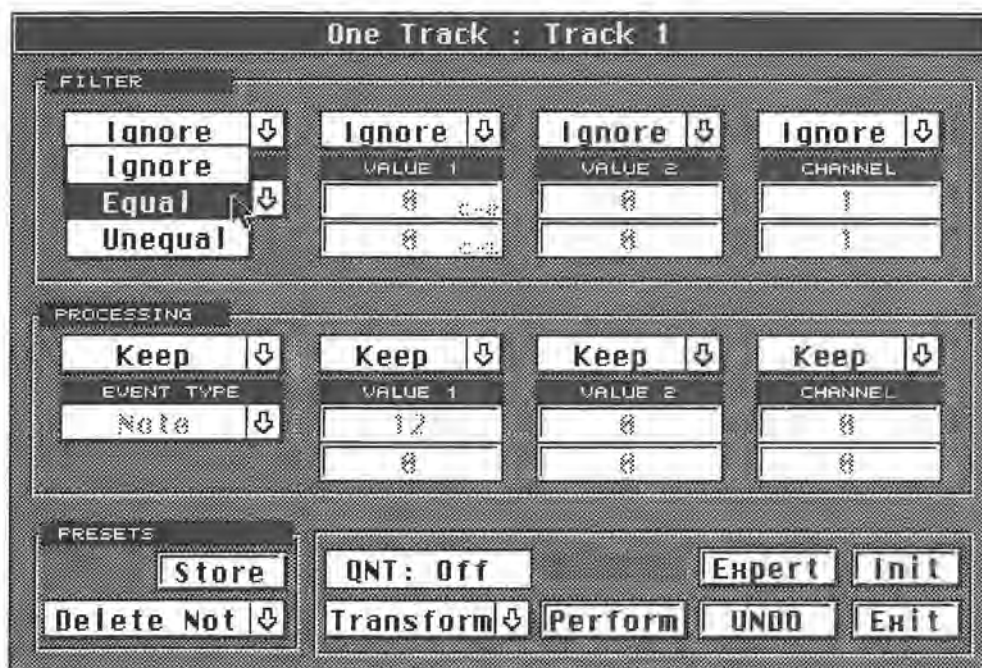 One Track : Track 1
FILTER
Ignore Ignore Ignore Ignore
Ignore VALUE 1 VALUE 2 CHANNEL
Equal 0 c-2 0 1
Unequal 0 c-2 0 1
PROCESSING
Keep Keep Keep Keep
EVENT TYPE VALUE 1 VALUE 2 CHANNEL
Note 12 0 0
0 0 0
PRESETS
Store QNT: Off Expert Init
Delete Not Transform Perform UNDO Exit